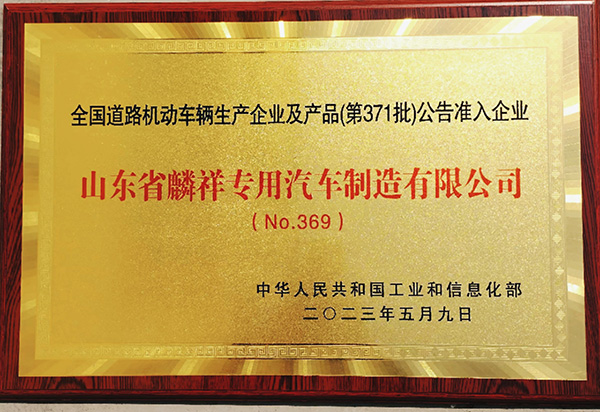 全国道路机动车辆生产企业及产品(第371批)公告准入企业
山东省麟祥专用汽车制造有限公司
(No.369)
中华人民共和国工业和信息化部
二〇二三年五月九日